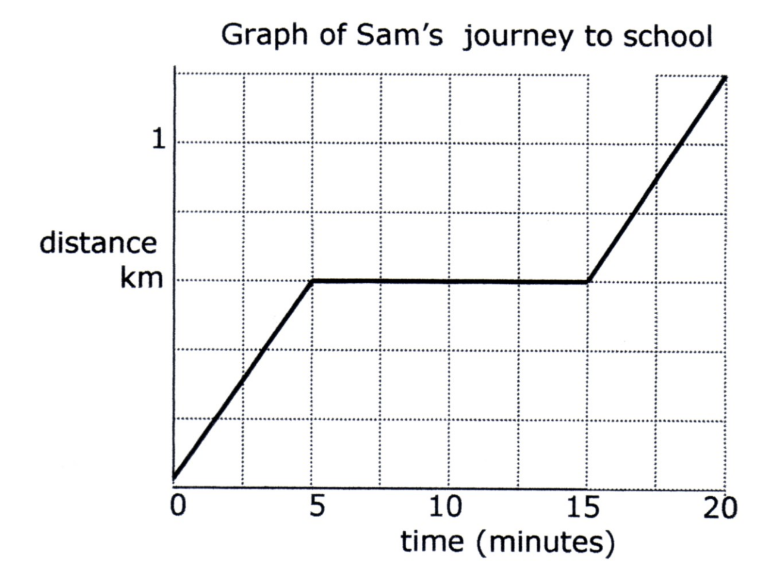 Graph of Sam's journey to school
1
distance
km
0 5 10 15 20
time (minutes)